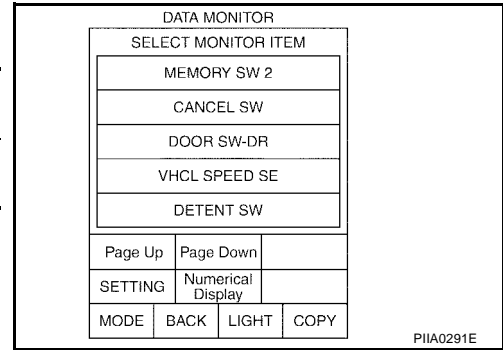 DATA MONITOR
SELECT MONITOR ITEM
MEMORY SW 2
CANCEL SW
DOOR SW-DR
VHCL SPEED SE
DETENT SW
Page Up Page Down
SETTING Numerical Display
MODE BACK LIGHT COPY
PIIA0291E